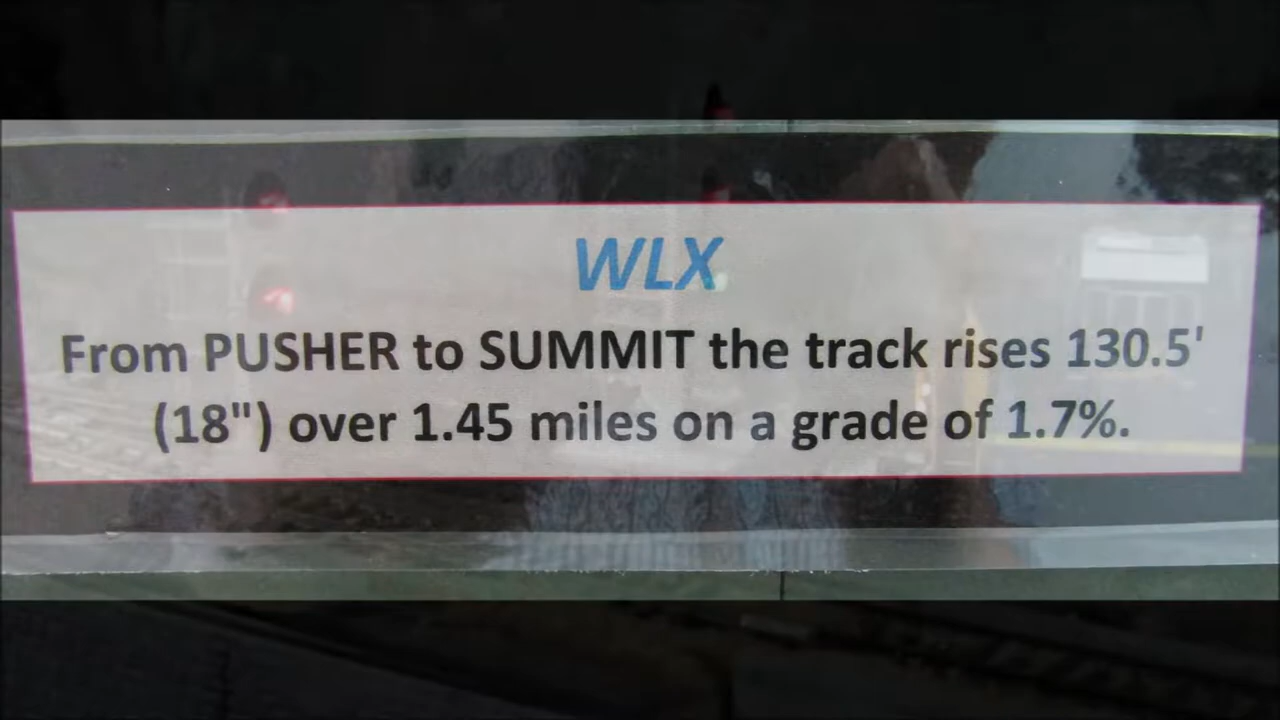 WLX
From PUSHER to SUMMIT the track rises 130.5'
(18") over 1.45 miles on a grade of 1.7%.